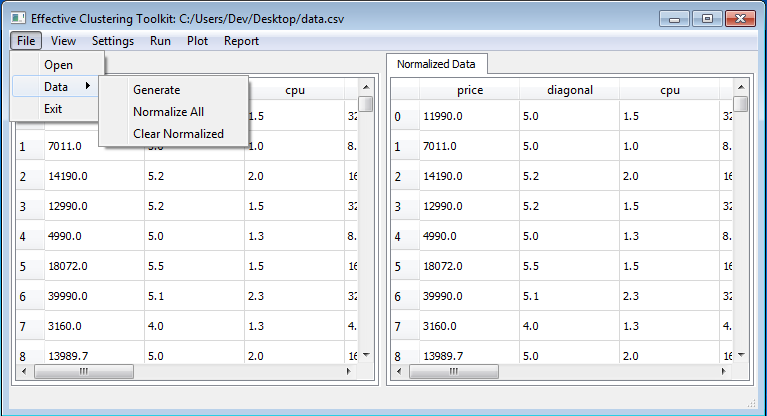 Effective Clustering Toolkit: C:/Users/Dev/Desktop/data.csv
File View Settings Run Plot Report
Open
Data
Exit
Generate
Normalize All
Clear Normalized
cpu
1.5 32
1 7011.0 5.0 1.0 8.
2 14190.0 5.2 2.0 16
3 12990.0 5.2 1.5 32
4 4990.0 5.0 1.3 8.
5 18072.0 5.5 1.5 16
6 39990.0 5.1 2.3 32
7 3160.0 4.0 1.3 4.
8 13989.7 5.0 2.0 16
Normalized Data
price diagonal cpu
0 11990.0 5.0 1.5 32
1 7011.0 5.0 1.0 8.
2 14190.0 5.2 2.0 16
3 12990.0 5.2 1.5 32
4 4990.0 5.0 1.3 8.
5 18072.0 5.5 1.5 16
6 39990.0 5.1 2.3 32
7 3160.0 4.0 1.3 4.
8 13989.7 5.0 2.0 16